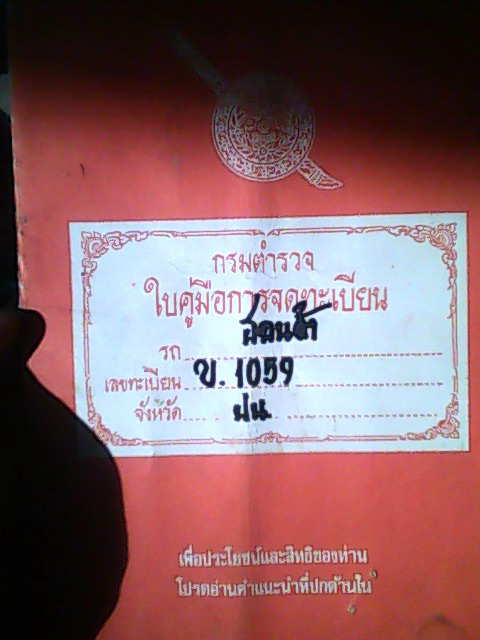 กรมตำรวจ
ใบคู่มือการจดทะเบียน
รถ ฮอนด้า
เลขทะเบียน ข. 1059
จังหวัด
เพื่อประโยชน์และสิทธิของท่าน
โปรดอ่านคำแนะนำที่ปกด้านใน